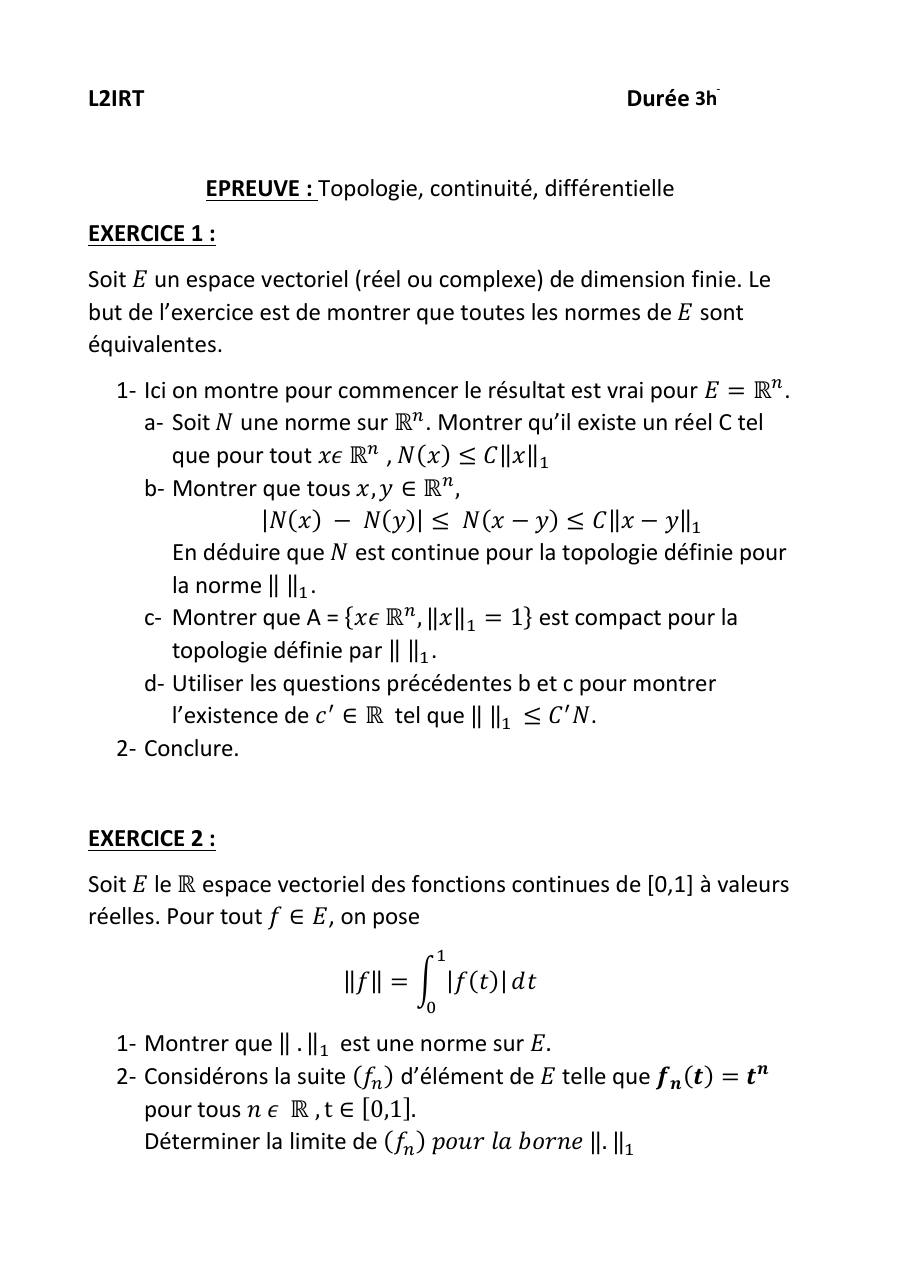 L2IRT Durée 3h
EPREUVE : Topologie, continuité, différentielle
EXERCICE 1 :
Soit 𝐸 un espace vectoriel (réel ou complexe) de dimension finie. Le
but de l’exercice est de montrer que toutes les normes de 𝐸 sont
équivalentes.
1- Ici on montre pour commencer le résultat est vrai pour 𝐸 = ℝⁿ.
a- Soit 𝑁 une norme sur ℝⁿ. Montrer qu’il existe un réel C tel
que pour tout 𝑥𝜖 ℝⁿ , 𝑁(𝑥) ≤ 𝐶‖𝑥‖₁
b- Montrer que tous 𝑥, 𝑦 ∈ ℝⁿ,
|𝑁(𝑥) − 𝑁(𝑦)| ≤ 𝑁(𝑥 − 𝑦) ≤ 𝐶‖𝑥 − 𝑦‖₁
En déduire que 𝑁 est continue pour la topologie définie pour
la norme ‖ ‖₁.
c- Montrer que A = {𝑥𝜖 ℝⁿ, ‖𝑥‖₁ = 1} est compact pour la
topologie définie par ‖ ‖₁.
d- Utiliser les questions précédentes b et c pour montrer
l’existence de 𝑐′ ∈ ℝ tel que ‖ ‖₁ ≤ 𝐶′𝑁.
2- Conclure.
EXERCICE 2 :
Soit 𝐸 le ℝ espace vectoriel des fonctions continues de [0,1] à valeurs
réelles. Pour tout 𝑓 ∈ 𝐸, on pose
‖𝑓‖ = ∫₀¹ |𝑓(𝑡)| 𝑑𝑡
1- Montrer que ‖ . ‖₁ est une norme sur 𝐸.
2- Considérons la suite (𝑓ₙ) d’élément de 𝐸 telle que 𝒇ₙ(𝒕) = 𝒕ⁿ
pour tous 𝑛 𝜖 ℝ , t ∈ [0,1].
Déterminer la limite de (𝑓ₙ) 𝑝𝑜𝑢𝑟 𝑙𝑎 𝑏𝑜𝑟𝑛𝑒 ‖. ‖₁